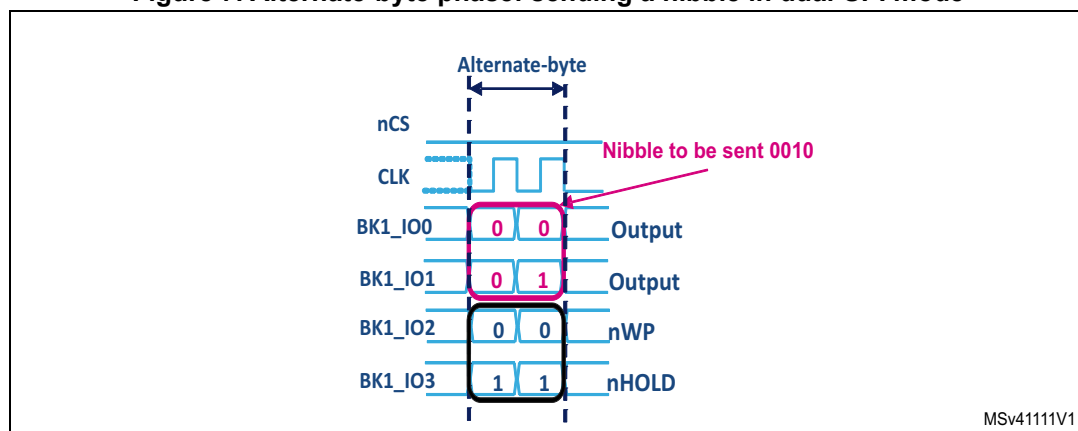 Alternate-byte
nCS
Nibble to be sent 0010
CLK
BK1_IO0 0 0 Output
BK1_IO1 0 1 Output
BK1_IO2 0 0 nWP
BK1_IO3 1 1 nHOLD
MSv41111V1